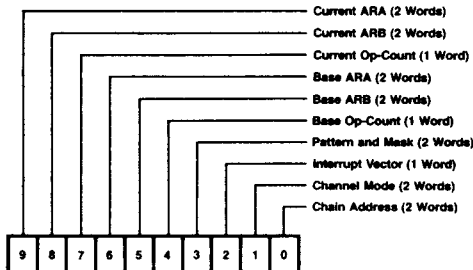 Current ARA (2 Words)
Current ARB (2 Words)
Current Op-Count (1 Word)
Base ARA (2 Words)
Base ARB (2 Words)
Base Op-Count (1 Word)
Pattern and Mask (2 Words)
Interrupt Vector (1 Word)
Channel Mode (2 Words)
Chain Address (2 Words)
9 8 7 6 5 4 3 2 1 0